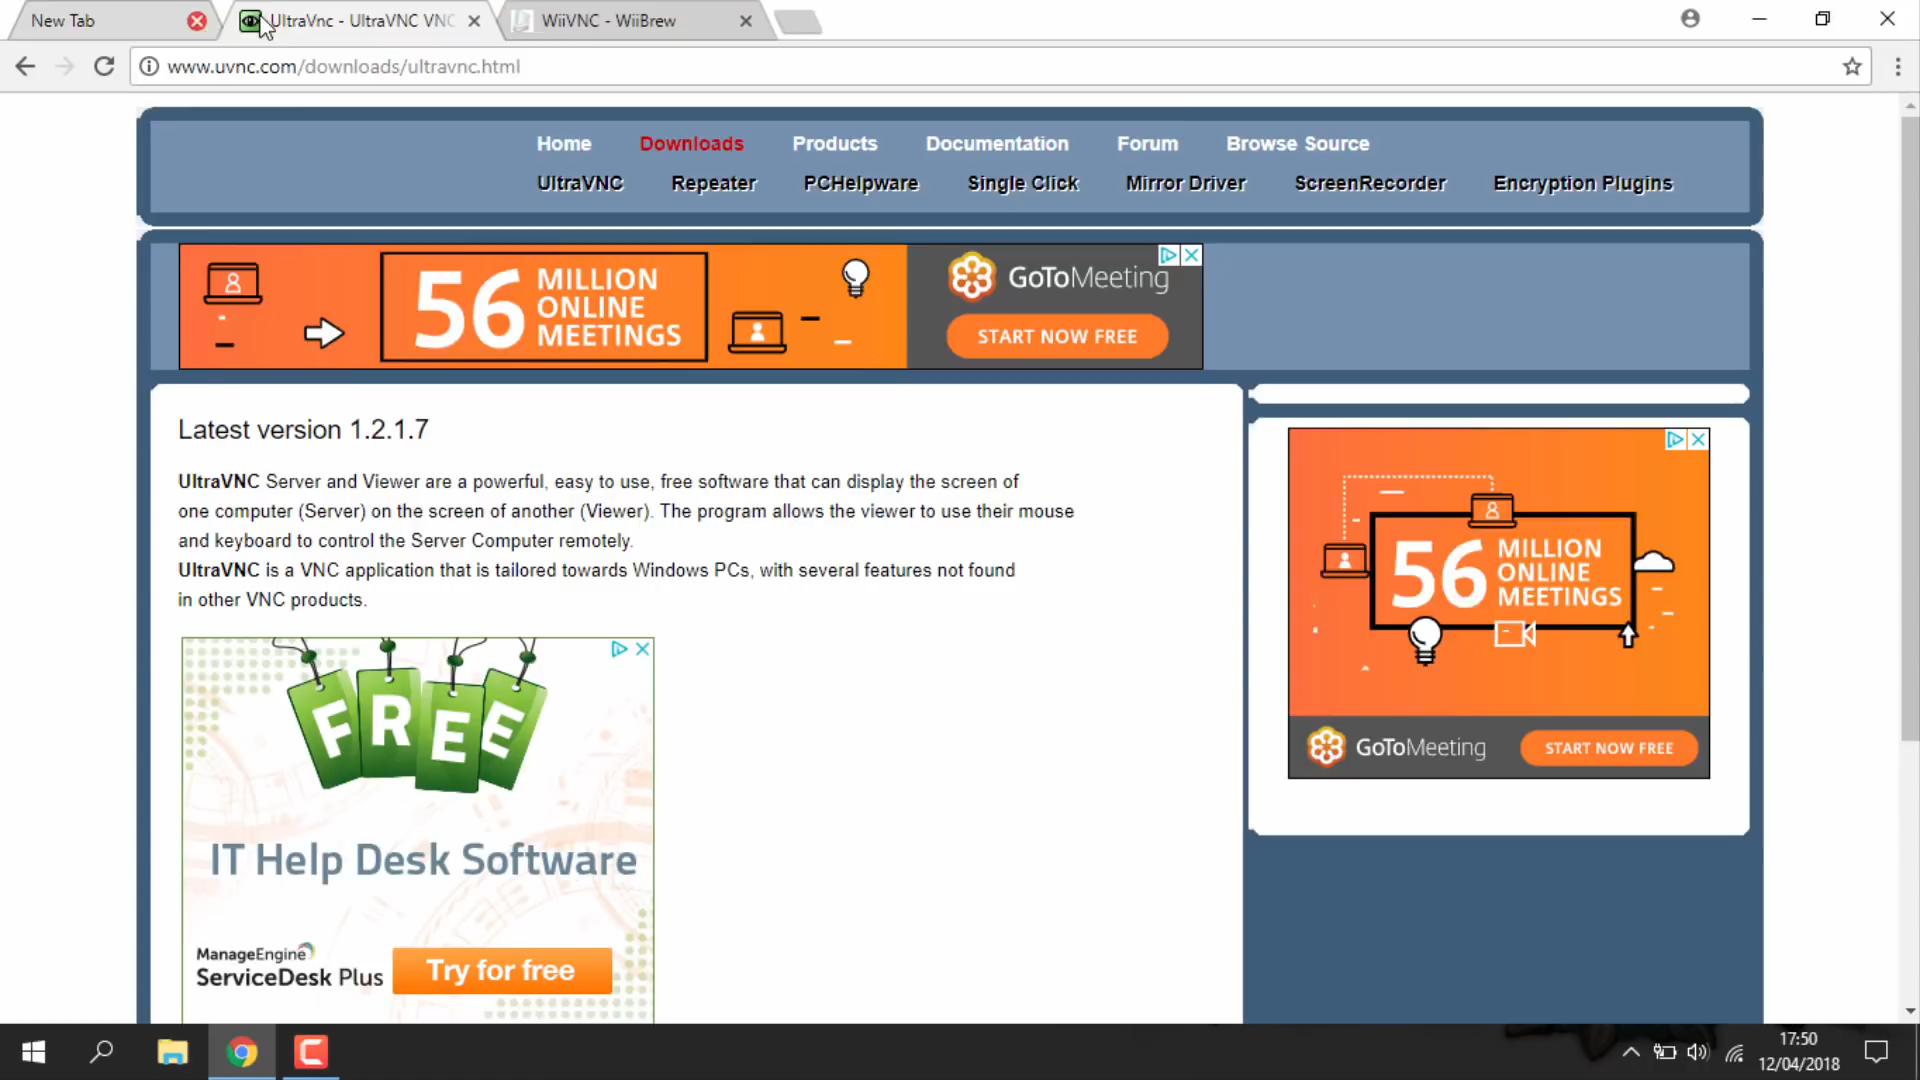 New Tab
UltraVnc - UltraVNC VNC
WiiVNC - WiiBrew
www.uvnc.com/downloads/ultravnc.html
Home Downloads Products Documentation Forum Browse Source
UltraVNC Repeater PCHelpware Single Click Mirror Driver ScreenRecorder Encryption Plugins
56 MILLION
ONLINE
MEETINGS
GoToMeeting
START NOW FREE
Latest version 1.2.1.7
UltraVNC Server and Viewer are a powerful, easy to use, free software that can display the screen of
one computer (Server) on the screen of another (Viewer). The program allows the viewer to use their mouse
and keyboard to control the Server Computer remotely.
UltraVNC is a VNC application that is tailored towards Windows PCs, with several features not found
in other VNC products.
FREE
IT Help Desk Software
ManageEngine
ServiceDesk Plus
Try for free
56 MILLION
ONLINE
MEETINGS
GoToMeeting
START NOW FREE
17:50
12/04/2018